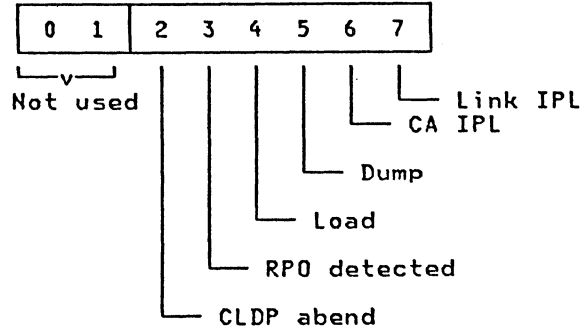 0 1 2 3 4 5 6 7
v
Not used
Link IPL
CA IPL
Dump
Load
RPO detected
CLDP abend